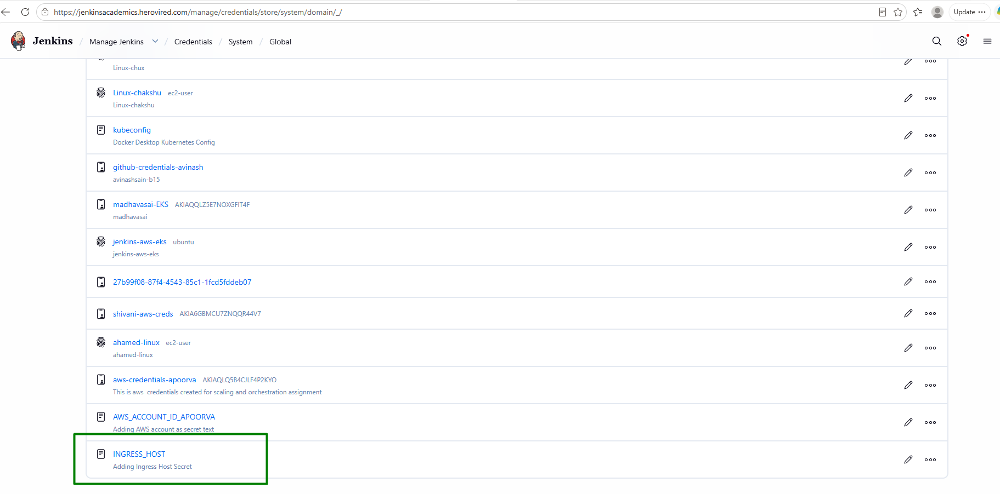 https://jenkinsacademics.herovired.com/manage/credentials/store/system/domain/_/
Update
Jenkins / Manage Jenkins / Credentials / System / Global
Linux-chux
Linux-chakshu ec2-user
Linux-chakshu
kubeconfig
Docker Desktop Kubernetes Config
github-credentials-avinash
avinashsain-b15
madhavasai-EKS AKIAQQLZ5E7NOXGFIT4F
madhavasai
jenkins-aws-eks ubuntu
jenkins-aws-eks
27b99f08-87f4-4543-85c1-1fcd5fddeb07
shivani-aws-creds AKIA6GBMCU7ZNQQR44V7
ahamed-linux ec2-user
ahamed-linux
aws-credentials-apoorva AKIAQLQ5B4CJLF4P2KYO
This is aws credentials created for scaling and orchestration assignment
AWS_ACCOUNT_ID_APOORVA
Adding AWS account as secret text
INGRESS_HOST
Adding Ingress Host Secret